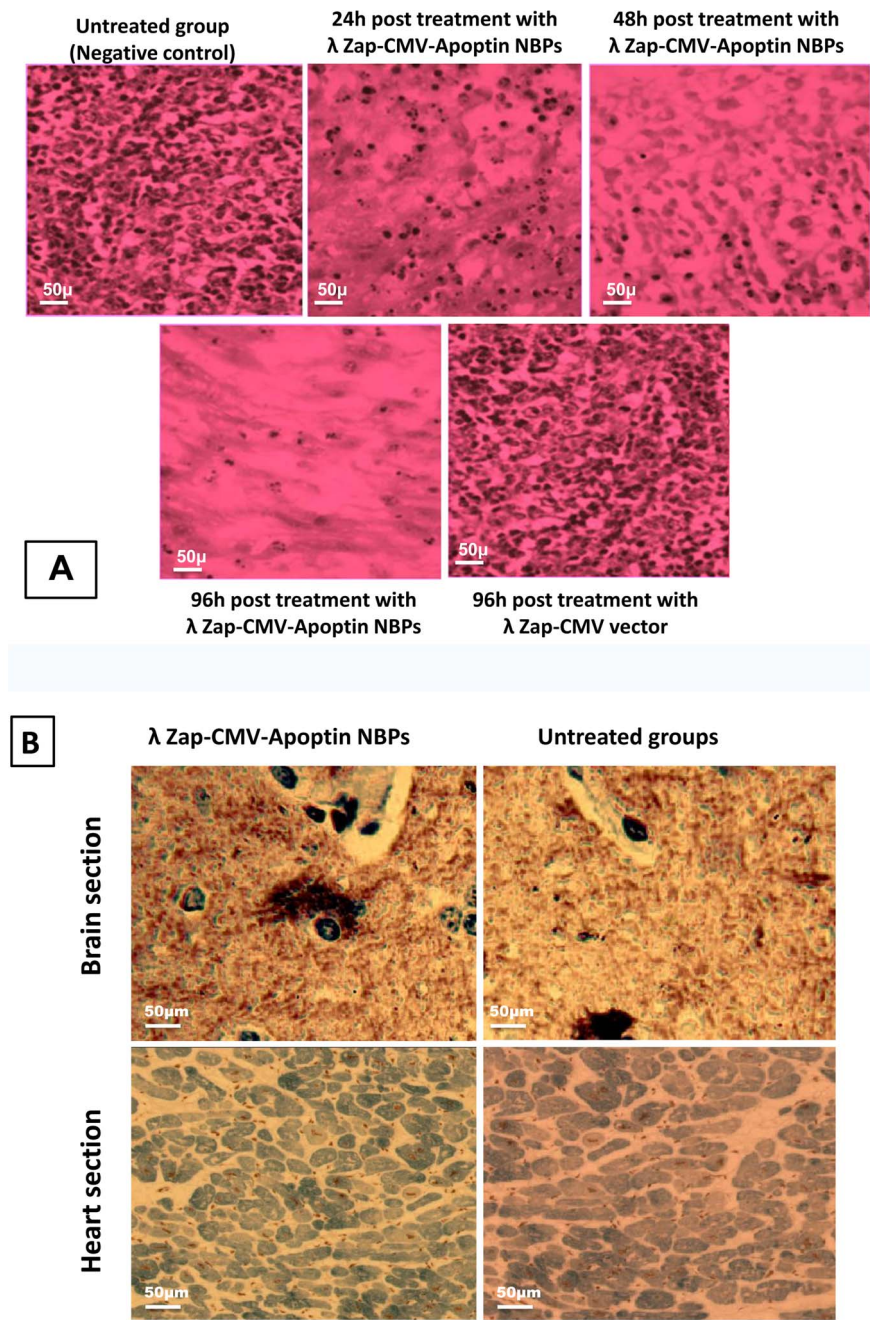 Untreated group
(Negative control)
24h post treatment with
λ Zap-CMV-Apoptin NBPs
48h post treatment with
λ Zap-CMV-Apoptin NBPs
50μ
50μ
50μ
50μ
50μ
A
96h post treatment with
λ Zap-CMV-Apoptin NBPs
96h post treatment with
λ Zap-CMV vector
B
λ Zap-CMV-Apoptin NBPs
Untreated groups
Brain section
50μm
50μm
Heart section
50μm
50μm